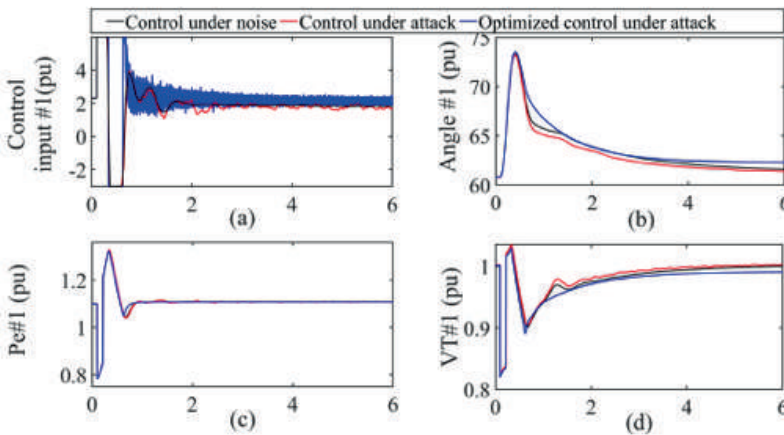 Control under noise Control under attack Optimized control under attack
Control
input #1 (pu)
4
2
0
-2
0 2 4 6
(a)
Angle #1 (pu)
75
70
65
60
0 2 4 6
(b)
Pe#1 (pu)
1.2
1
0.8
0 2 4 6
(c)
VT#1 (pu)
1
0.9
0.8
0 2 4 6
(d)